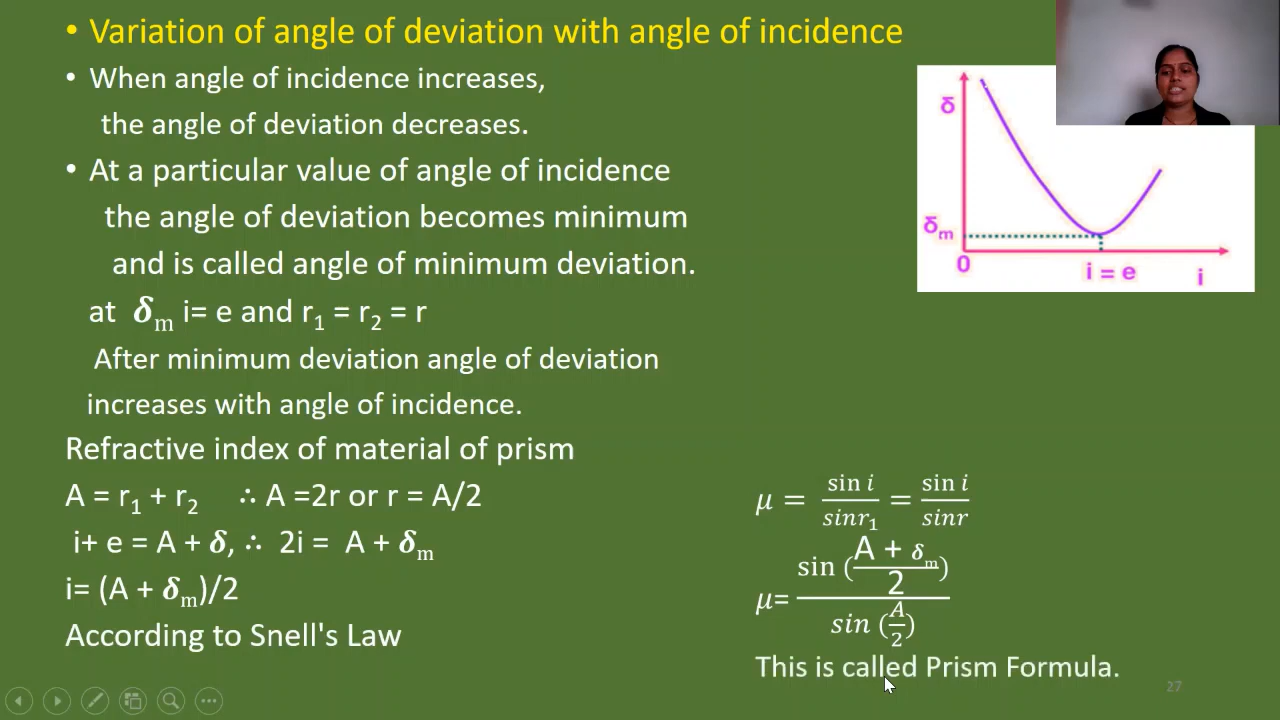 • Variation of angle of deviation with angle of incidence
• When angle of incidence increases,
the angle of deviation decreases.
• At a particular value of angle of incidence
the angle of deviation becomes minimum
and is called angle of minimum deviation.
at δm i= e and r1 = r2 = r
After minimum deviation angle of deviation
increases with angle of incidence.
Refractive index of material of prism
A = r1 + r2 ∴ A =2r or r = A/2
i+ e = A + δ, ∴ 2i = A + δm
i= (A + δm)/2
According to Snell's Law
δ
δm
0
i = e
i
μ = sin i / sinr1 = sin i / sinr
μ= sin (A + δm / 2) / sin (A / 2)
This is called Prism Formula.
27